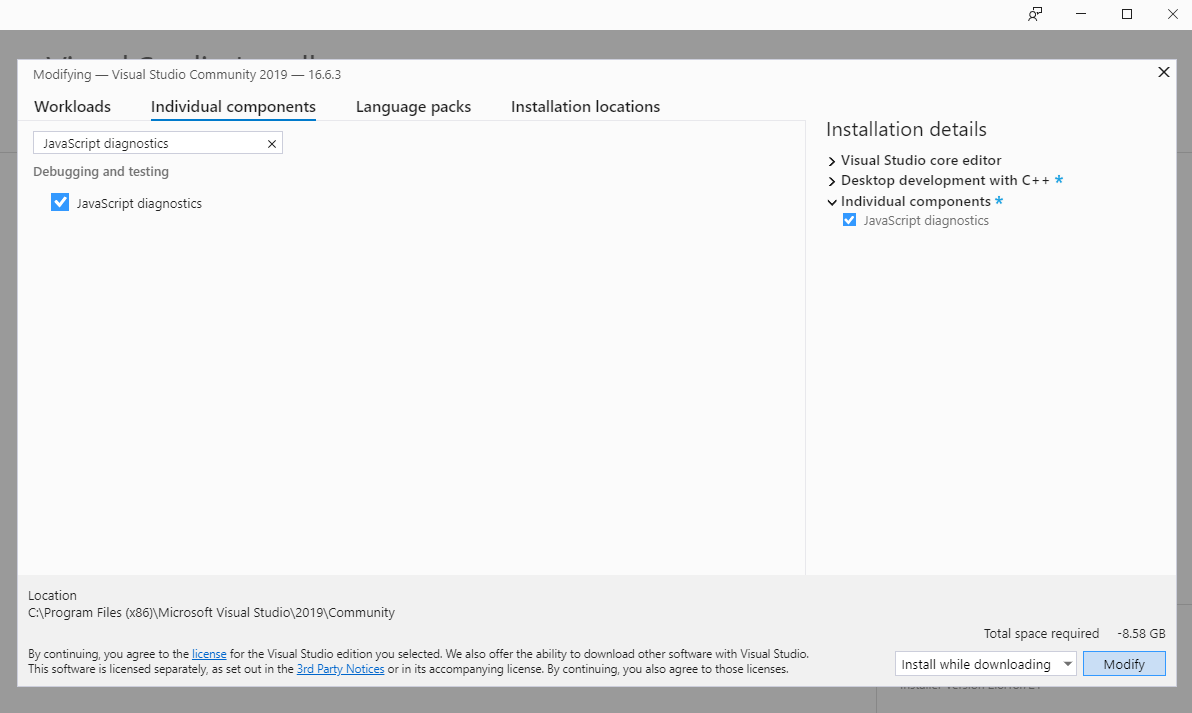 Modifying — Visual Studio Community 2019 — 16.6.3
Workloads
Individual components
Language packs
Installation locations
JavaScript diagnostics
Debugging and testing
JavaScript diagnostics
Installation details
Visual Studio core editor
Desktop development with C++ *
Individual components *
JavaScript diagnostics
Location
C:\Program Files (x86)\Microsoft Visual Studio\2019\Community
Total space required -8.58 GB
By continuing, you agree to the license for the Visual Studio edition you selected. We also offer the ability to download other software with Visual Studio.
This software is licensed separately, as set out in the 3rd Party Notices or in its accompanying license. By continuing, you also agree to those licenses.
Install while downloading
Modify